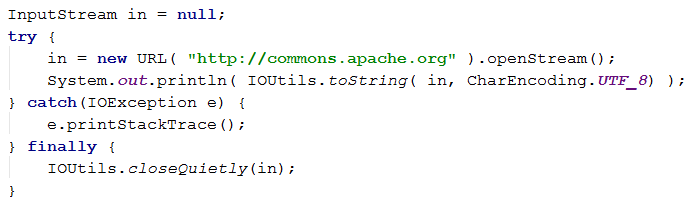 InputStream in = null;
try {
    in = new URL( "http://commons.apache.org" ).openStream();
    System.out.println( IOUtils.toString( in, CharEncoding.UTF_8) );
} catch(IOException e) {
    e.printStackTrace();
} finally {
    IOUtils.closeQuietly(in);
}